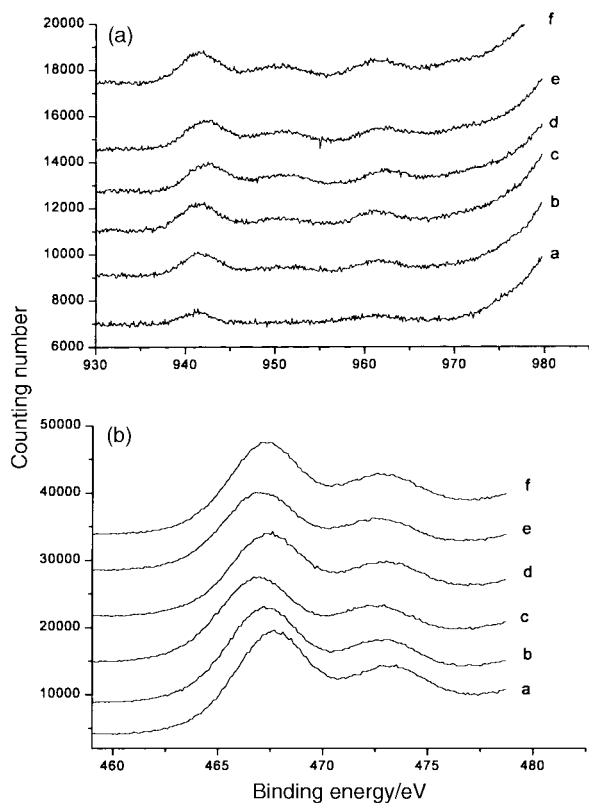 (a)
20000
18000
16000
14000
12000
10000
8000
6000
f
e
d
c
b
a
930
940
950
960
970
980
Counting number
(b)
50000
40000
30000
20000
10000
f
e
d
c
b
a
460
465
470
475
480
Binding energy/eV